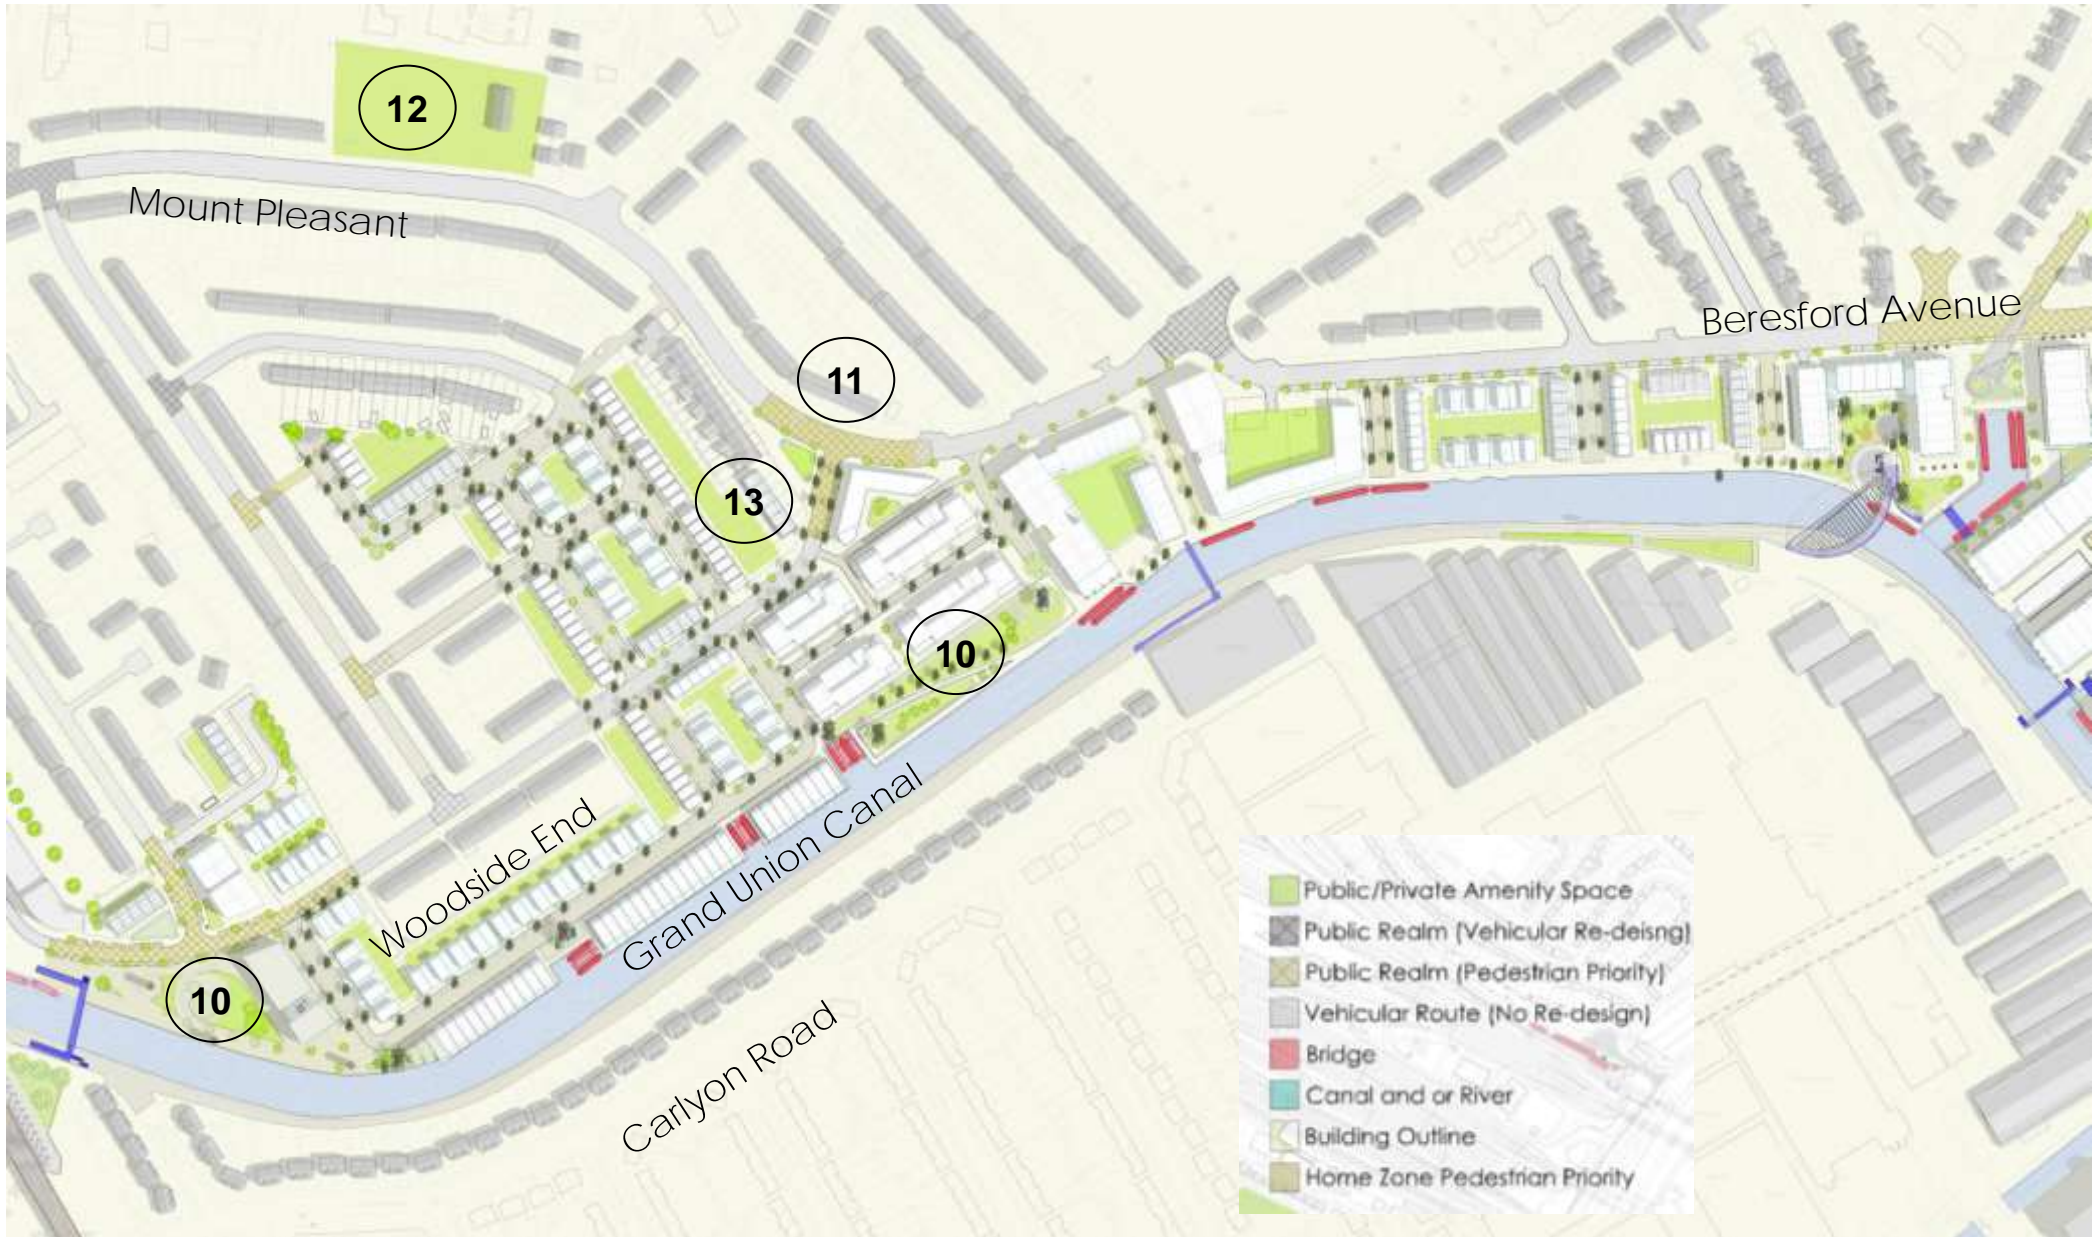 12
Mount Pleasant
Beresford Avenue
11
13
10
Woodside End
Grand Union Canal
10
Carlyon Road
Public/Private Amenity Space
Public Realm (Vehicular Re-deisng)
Public Realm (Pedestrian Priority)
Vehicular Route (No Re-design)
Bridge
Canal and or River
Building Outline
Home Zone Pedestrian Priority